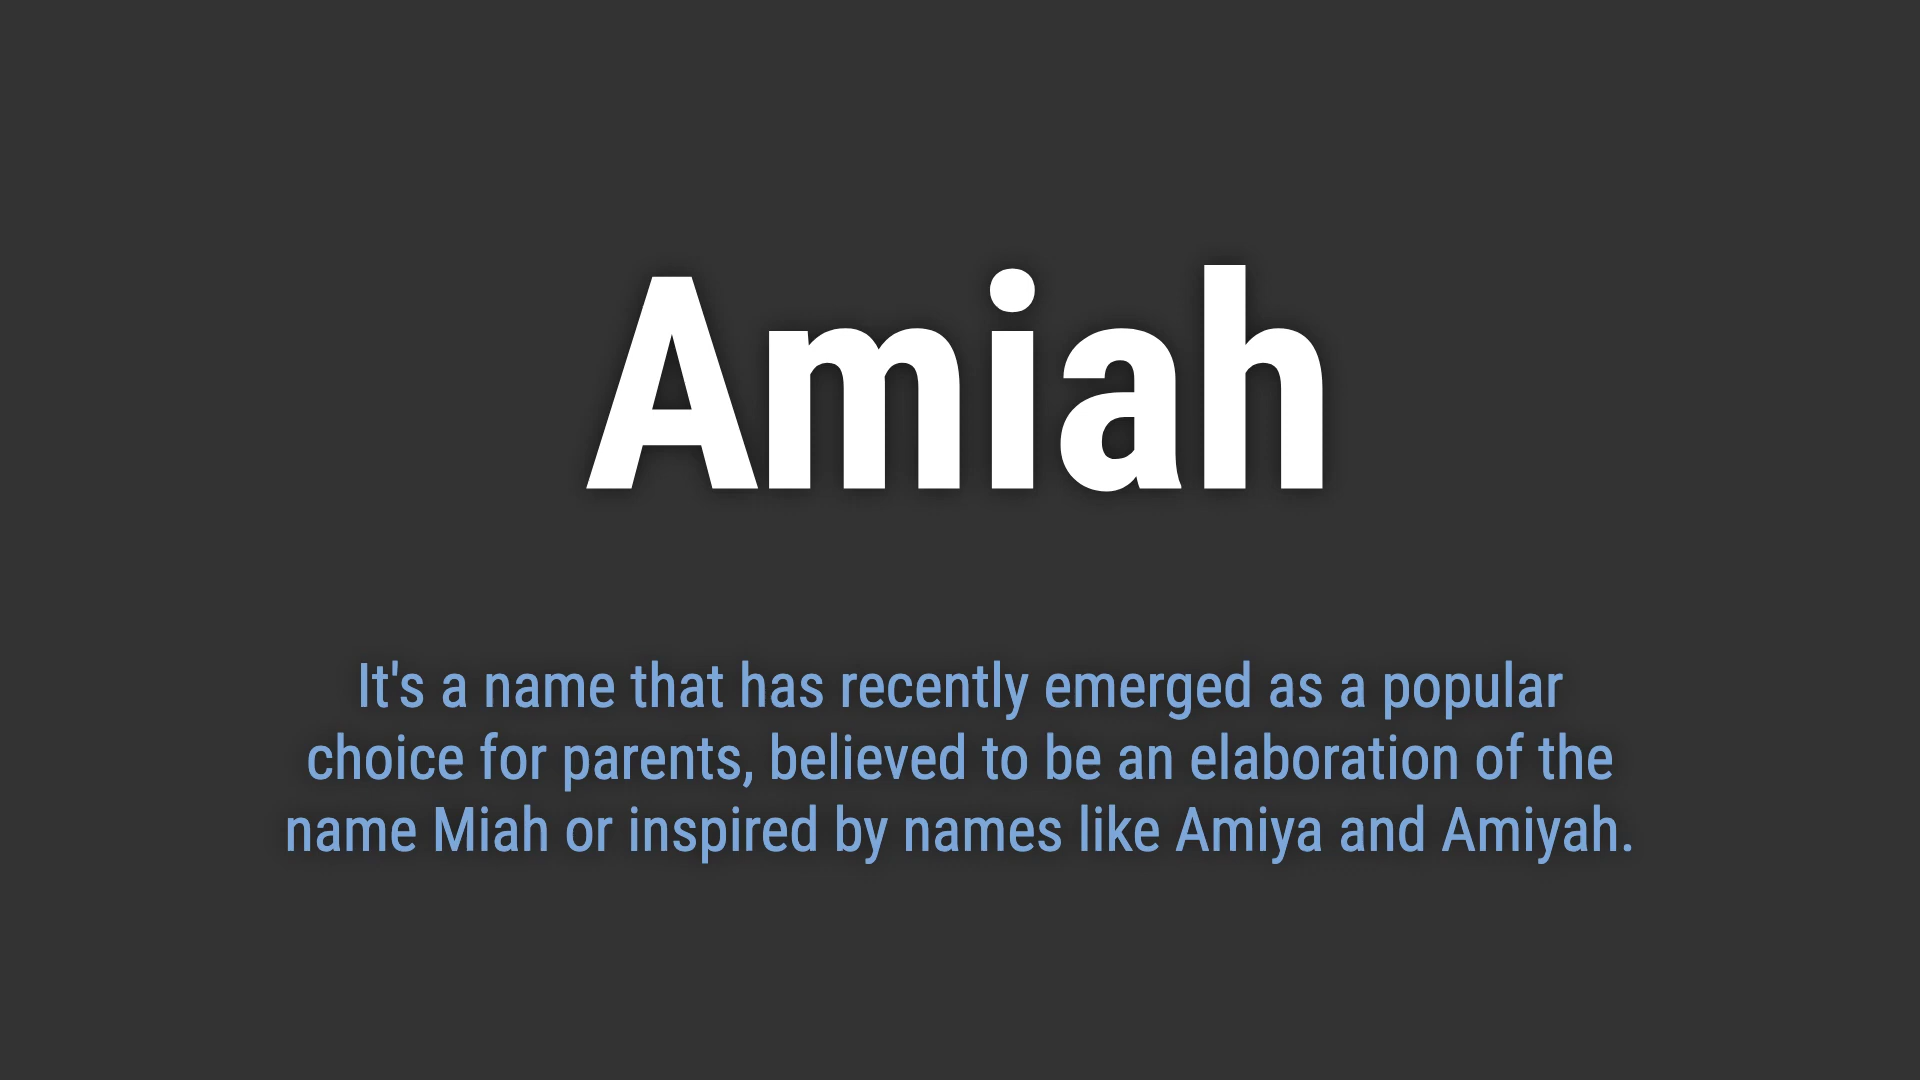 Amiah
It's a name that has recently emerged as a popular
choice for parents, believed to be an elaboration of the
name Miah or inspired by names like Amiya and Amiyah.